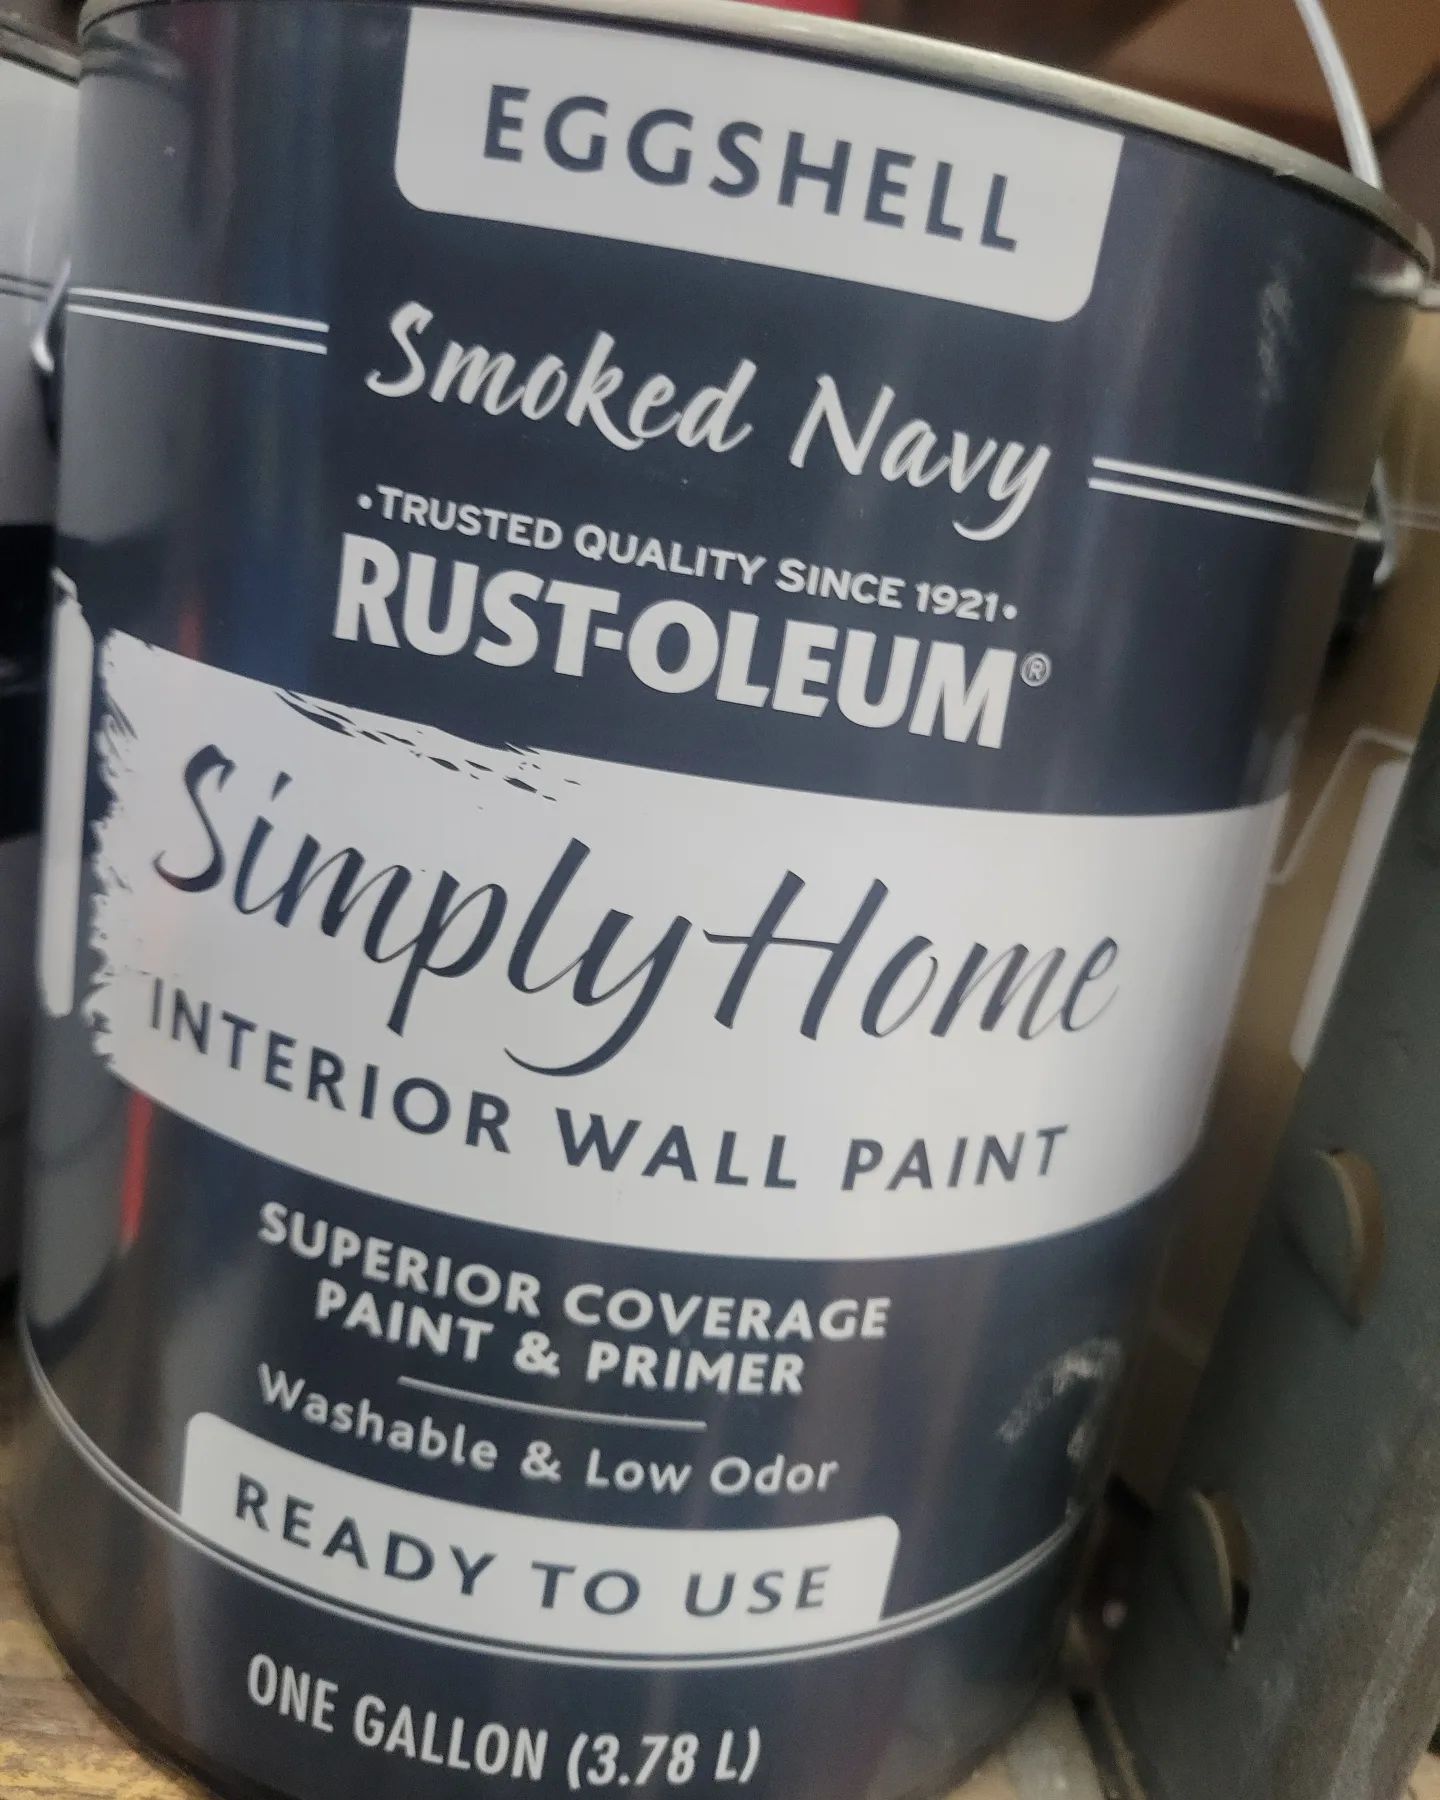 EGGSHELL
Smoked Navy
•TRUSTED QUALITY SINCE 1921•
RUST-OLEUM®
SimplyHome
INTERIOR WALL PAINT
SUPERIOR COVERAGE
PAINT & PRIMER
Washable & Low Odor
READY TO USE
ONE GALLON (3.78 L)